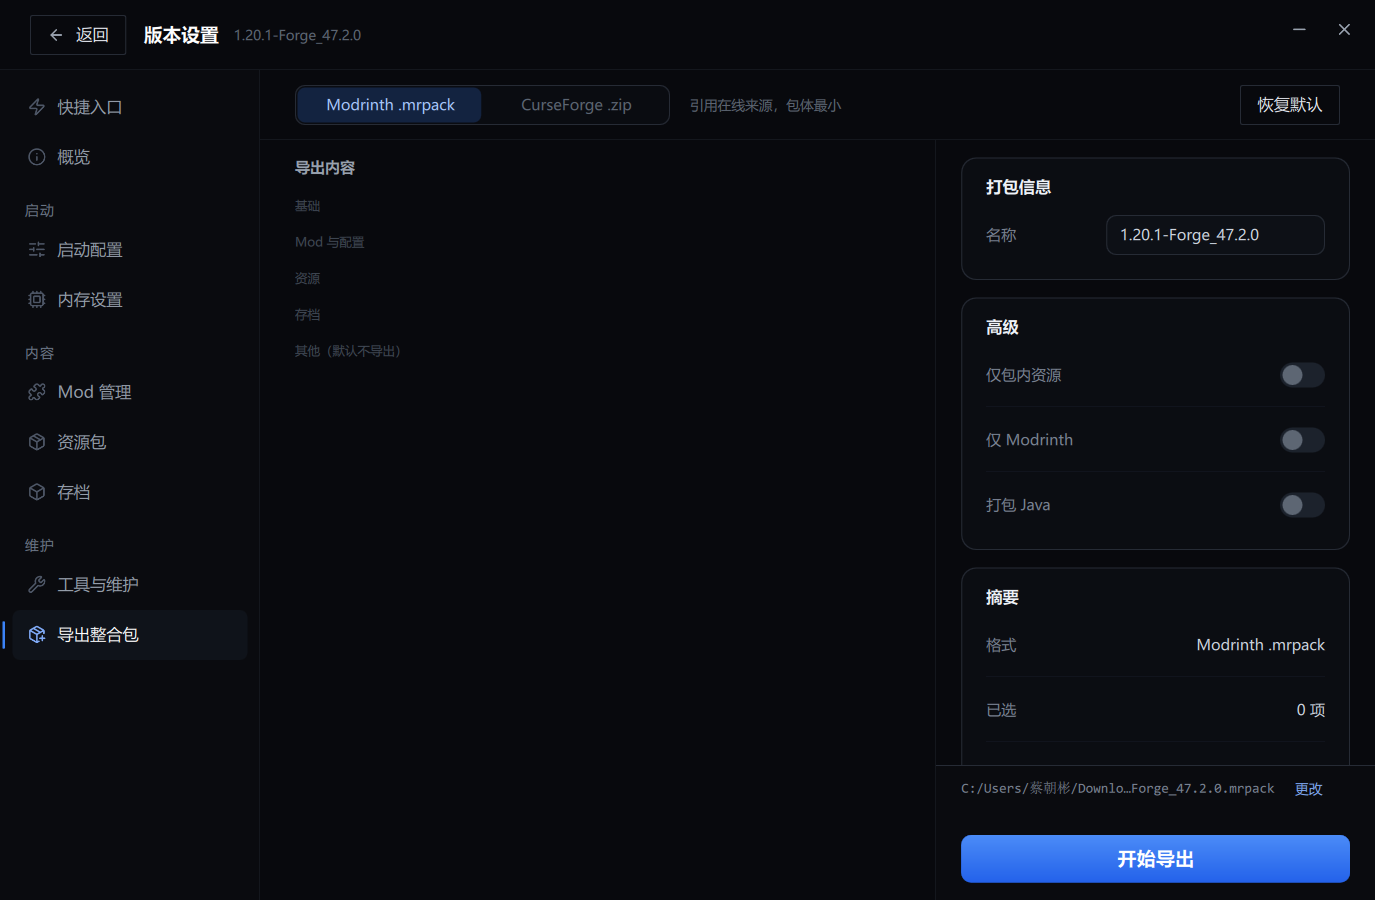 返回
版本设置
1.20.1-Forge_47.2.0
快捷入口
概览
启动
启动配置
内存设置
内容
Mod 管理
资源包
存档
维护
工具与维护
导出整合包
Modrinth .mrpack
CurseForge .zip
引用在线来源，包体最小
恢复默认
导出内容
基础
Mod 与配置
资源
存档
其他（默认不导出）
打包信息
名称
1.20.1-Forge_47.2.0
高级
仅包内资源
仅 Modrinth
打包 Java
摘要
格式
Modrinth .mrpack
已选
0 项
C:/Users/蔡朝彬/Downlo…Forge_47.2.0.mrpack
更改
开始导出